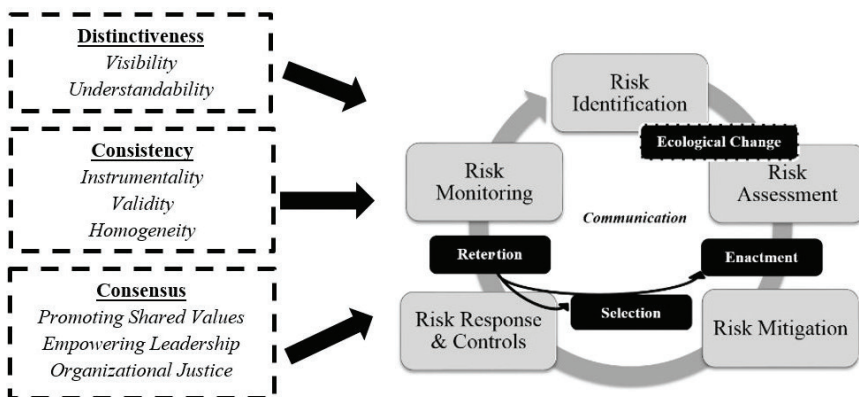 Distinctiveness
Visibility
Understandability
Consistency
Instrumentality
Validity
Homogeneity
Consensus
Promoting Shared Values
Empowering Leadership
Organizational Justice
Risk
Identification
Ecological Change
Risk
Assessment
Risk
Monitoring
Communication
Retention
Enactment
Selection
Risk Response
& Controls
Risk Mitigation